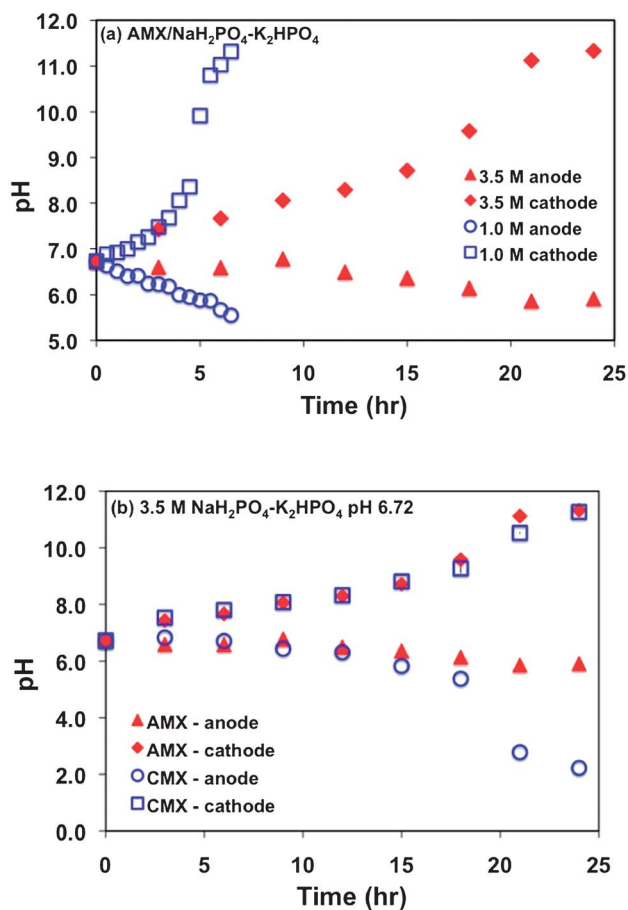 12.0
(a) AMX/NaH₂PO₄-K₂HPO₄
11.0
10.0
9.0
8.0
7.0
6.0
5.0
pH
3.5 M anode
3.5 M cathode
1.0 M anode
1.0 M cathode
0 5 10 15 20 25
Time (hr)
12.0
(b) 3.5 M NaH₂PO₄-K₂HPO₄ pH 6.72
10.0
8.0
6.0
4.0
2.0
0.0
pH
AMX - anode
AMX - cathode
CMX - anode
CMX - cathode
0 5 10 15 20 25
Time (hr)